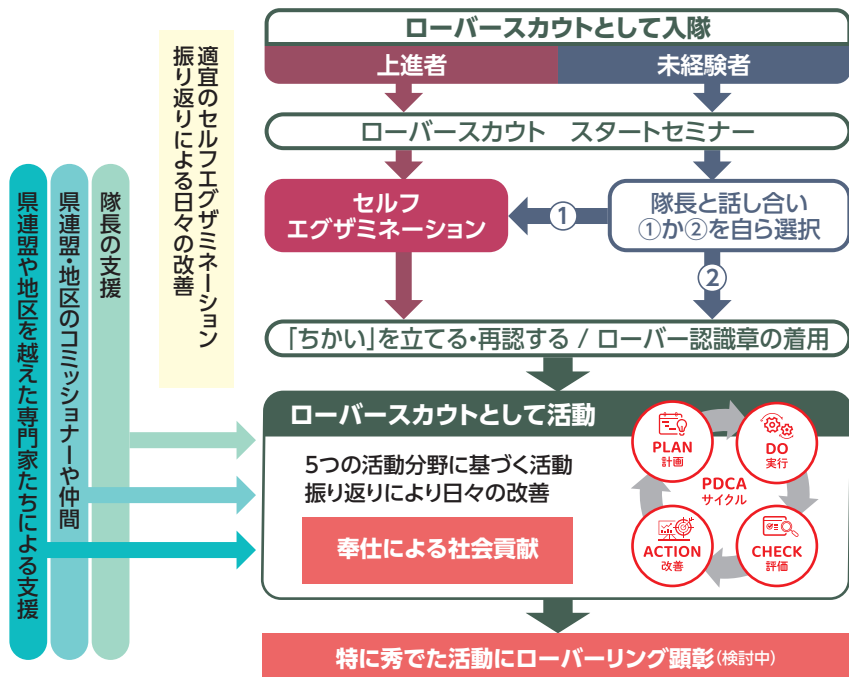 ローバースカウトとして入隊
上進者
未経験者
ローバースカウト　スタートセミナー
セルフ
エグザミネーション
①
隊長と話し合い
①か②を自ら選択
②
「ちかい」を立てる・再認する / ローバー認識章の着用
適宜のセルフエグザミネーション
振り返りによる日々の改善
隊長の支援
県連盟・地区のコミッショナーや仲間
県連盟や地区を越えた専門家たちによる支援
ローバースカウトとして活動
5つの活動分野に基づく活動
振り返りにより日々の改善
奉仕による社会貢献
PLAN
計画
DO
実行
PDCA
サイクル
ACTION
改善
CHECK
評価
特に秀でた活動にローバーリング顕彰(検討中)